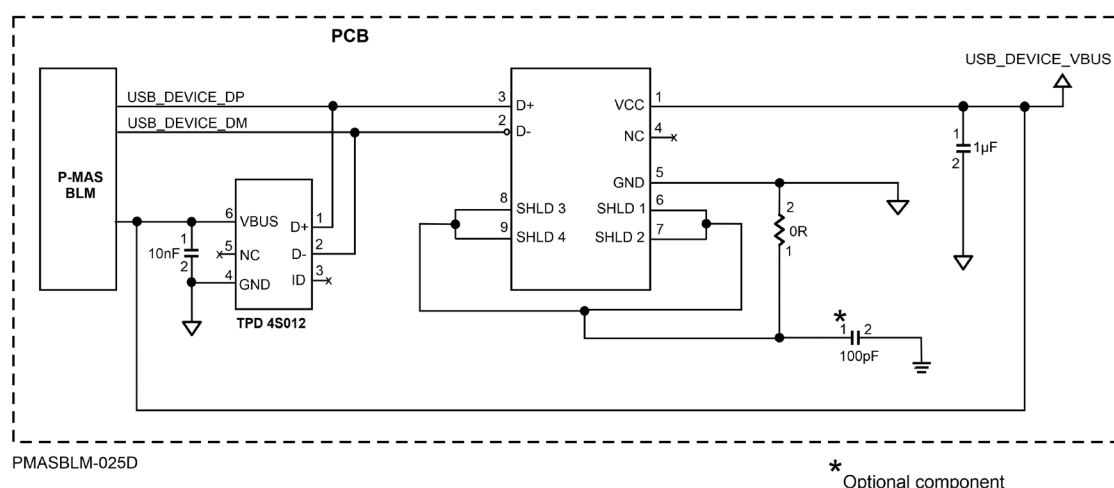 PCB
USB_DEVICE_VBUS
USB_DEVICE_DP
USB_DEVICE_DM
P-MAS
BLM
3 D+
2 D-
VCC 1
NC 4
GND 5
8 SHLD 3
9 SHLD 4
SHLD 1 6
SHLD 2 7
6 VBUS
5 NC
4 GND
D+ 1
D- 2
ID 3
TPD 4S012
1
10nF
2
2
0R
1
1
1µF
2
*
1 2
100pF
PMASBLM-025D
*Optional component